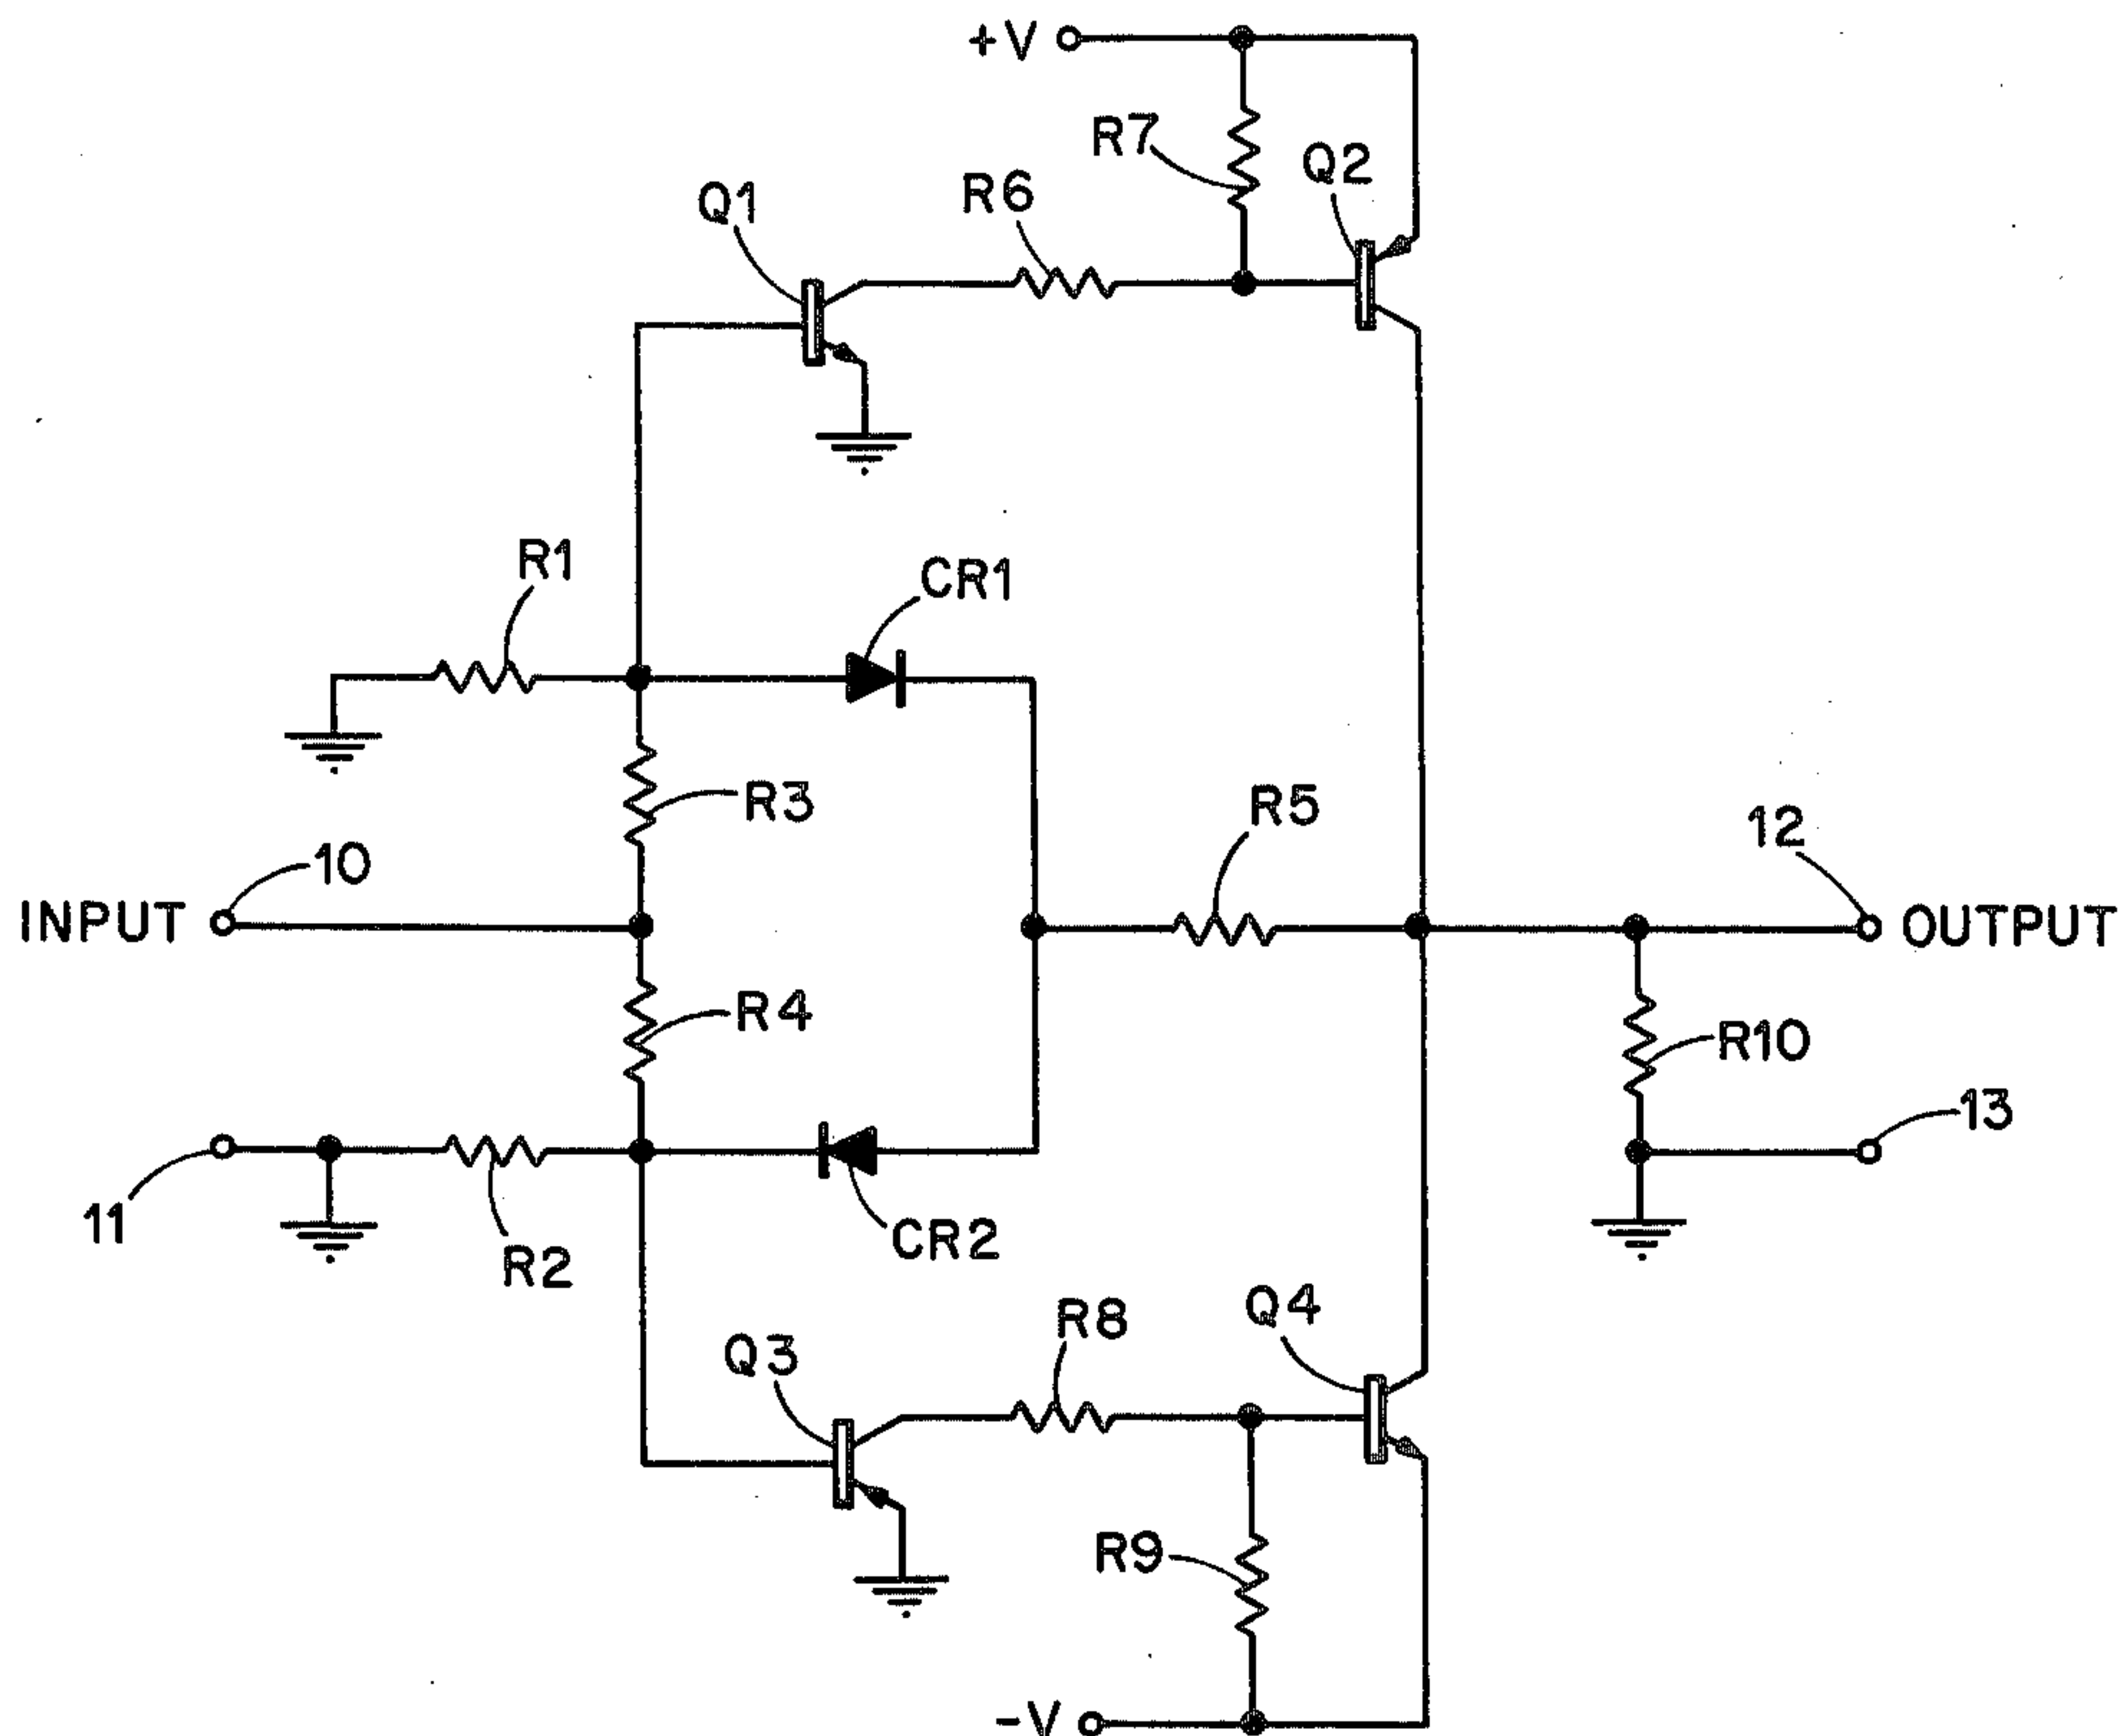 +V
R7
Q2
R6
Q1
R1
CR1
R3
R5
12
10
INPUT
OUTPUT
R4
R10
13
11
R2
CR2
Q4
R8
Q3
R9
-V